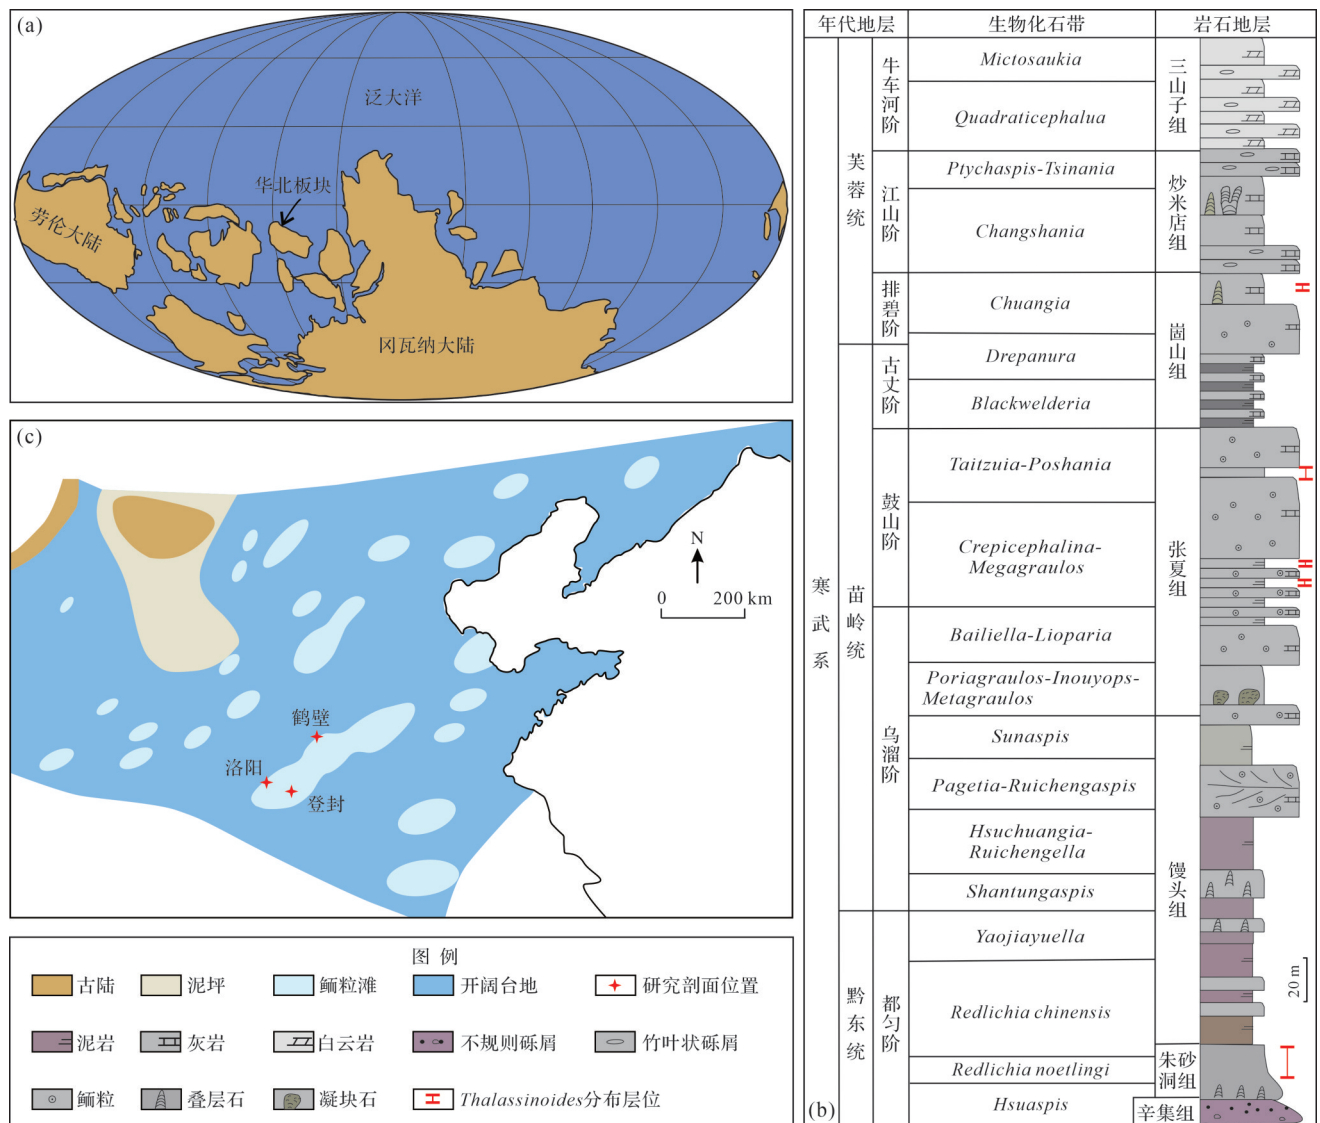 (a)
泛大洋
华北板块
劳伦大陆
冈瓦纳大陆
(c)
N
0 200 km
鹤壁
洛阳
登封
图 例
古陆 泥坪 鲕粒滩 开阔台地 研究剖面位置
泥岩 灰岩 白云岩 不规则砾屑 竹叶状砾屑
鲕粒 叠层石 凝块石 Thalassinoides分布层位
(b)
年代地层 生物化石带 岩石地层
寒武系
芙蓉统
苗岭统
黔东统
牛车河阶
江山阶
排碧阶
古丈阶
鼓山阶
乌溜阶
都匀阶
Mictosaukia
Quadraticephalua
Ptychaspis-Tsinania
Changshania
Chuangia
Drepanura
Blackwelderia
Taitzuia-Poshania
Crepicephalina-
Megagraulos
Bailiella-Lioparia
Poriagraulos-Inouyops-
Metagraulos
Sunaspis
Pagetia-Ruichengaspis
Hsuchuangia-
Ruichengella
Shantungaspis
Yaojiayuella
Redlichia chinensis
Redlichia noetlingi
Hsuaspis
三山子组
炒米店组
崮山组
张夏组
馒头组
朱砂
洞组
辛集组
20 m